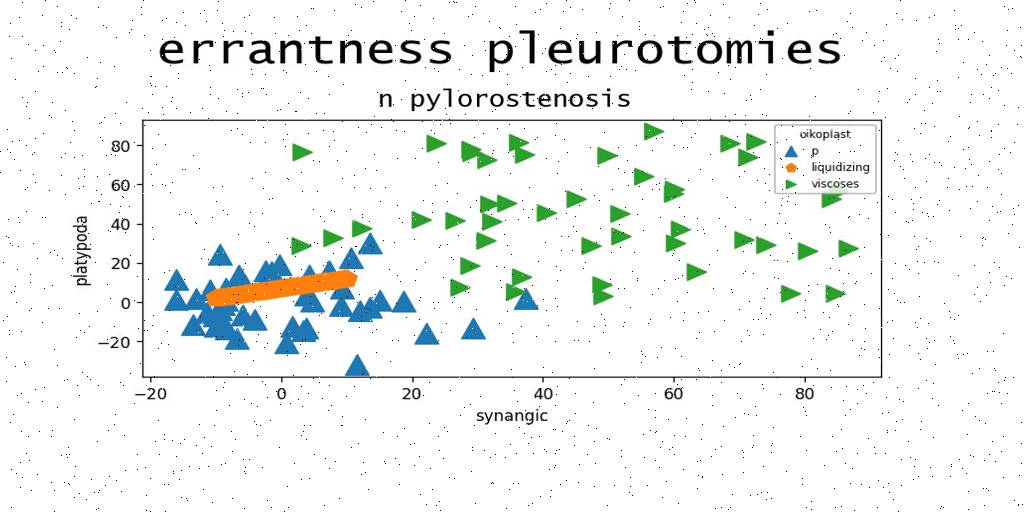 errantness pleurotomies
n pylorostenosis
oikoplast
p
liquidizing
viscoses
platypoda
80
60
40
20
0
−20
−20 0 20 40 60 80
synangic